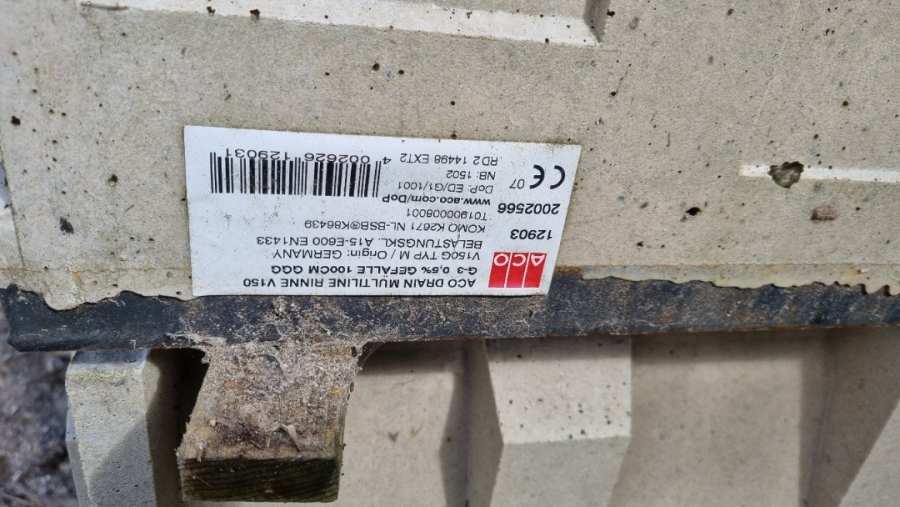 ACO
ACO DRAIN MULTILINE RINNE V150
G-3 0,5% GEFÄLLE 100CM GGG
V150G TYP M / Origin: GERMANY
BELASTUNGSKL. A15-E600 EN1433
12903
KOMO K2671 NL-BSB®K86439
T01900008001
2002566
www.aco.com/DoP
DoP: ED/G1/1001
CE 07
NB: 1502
RD2 14498 EXT2
4 002626 129031